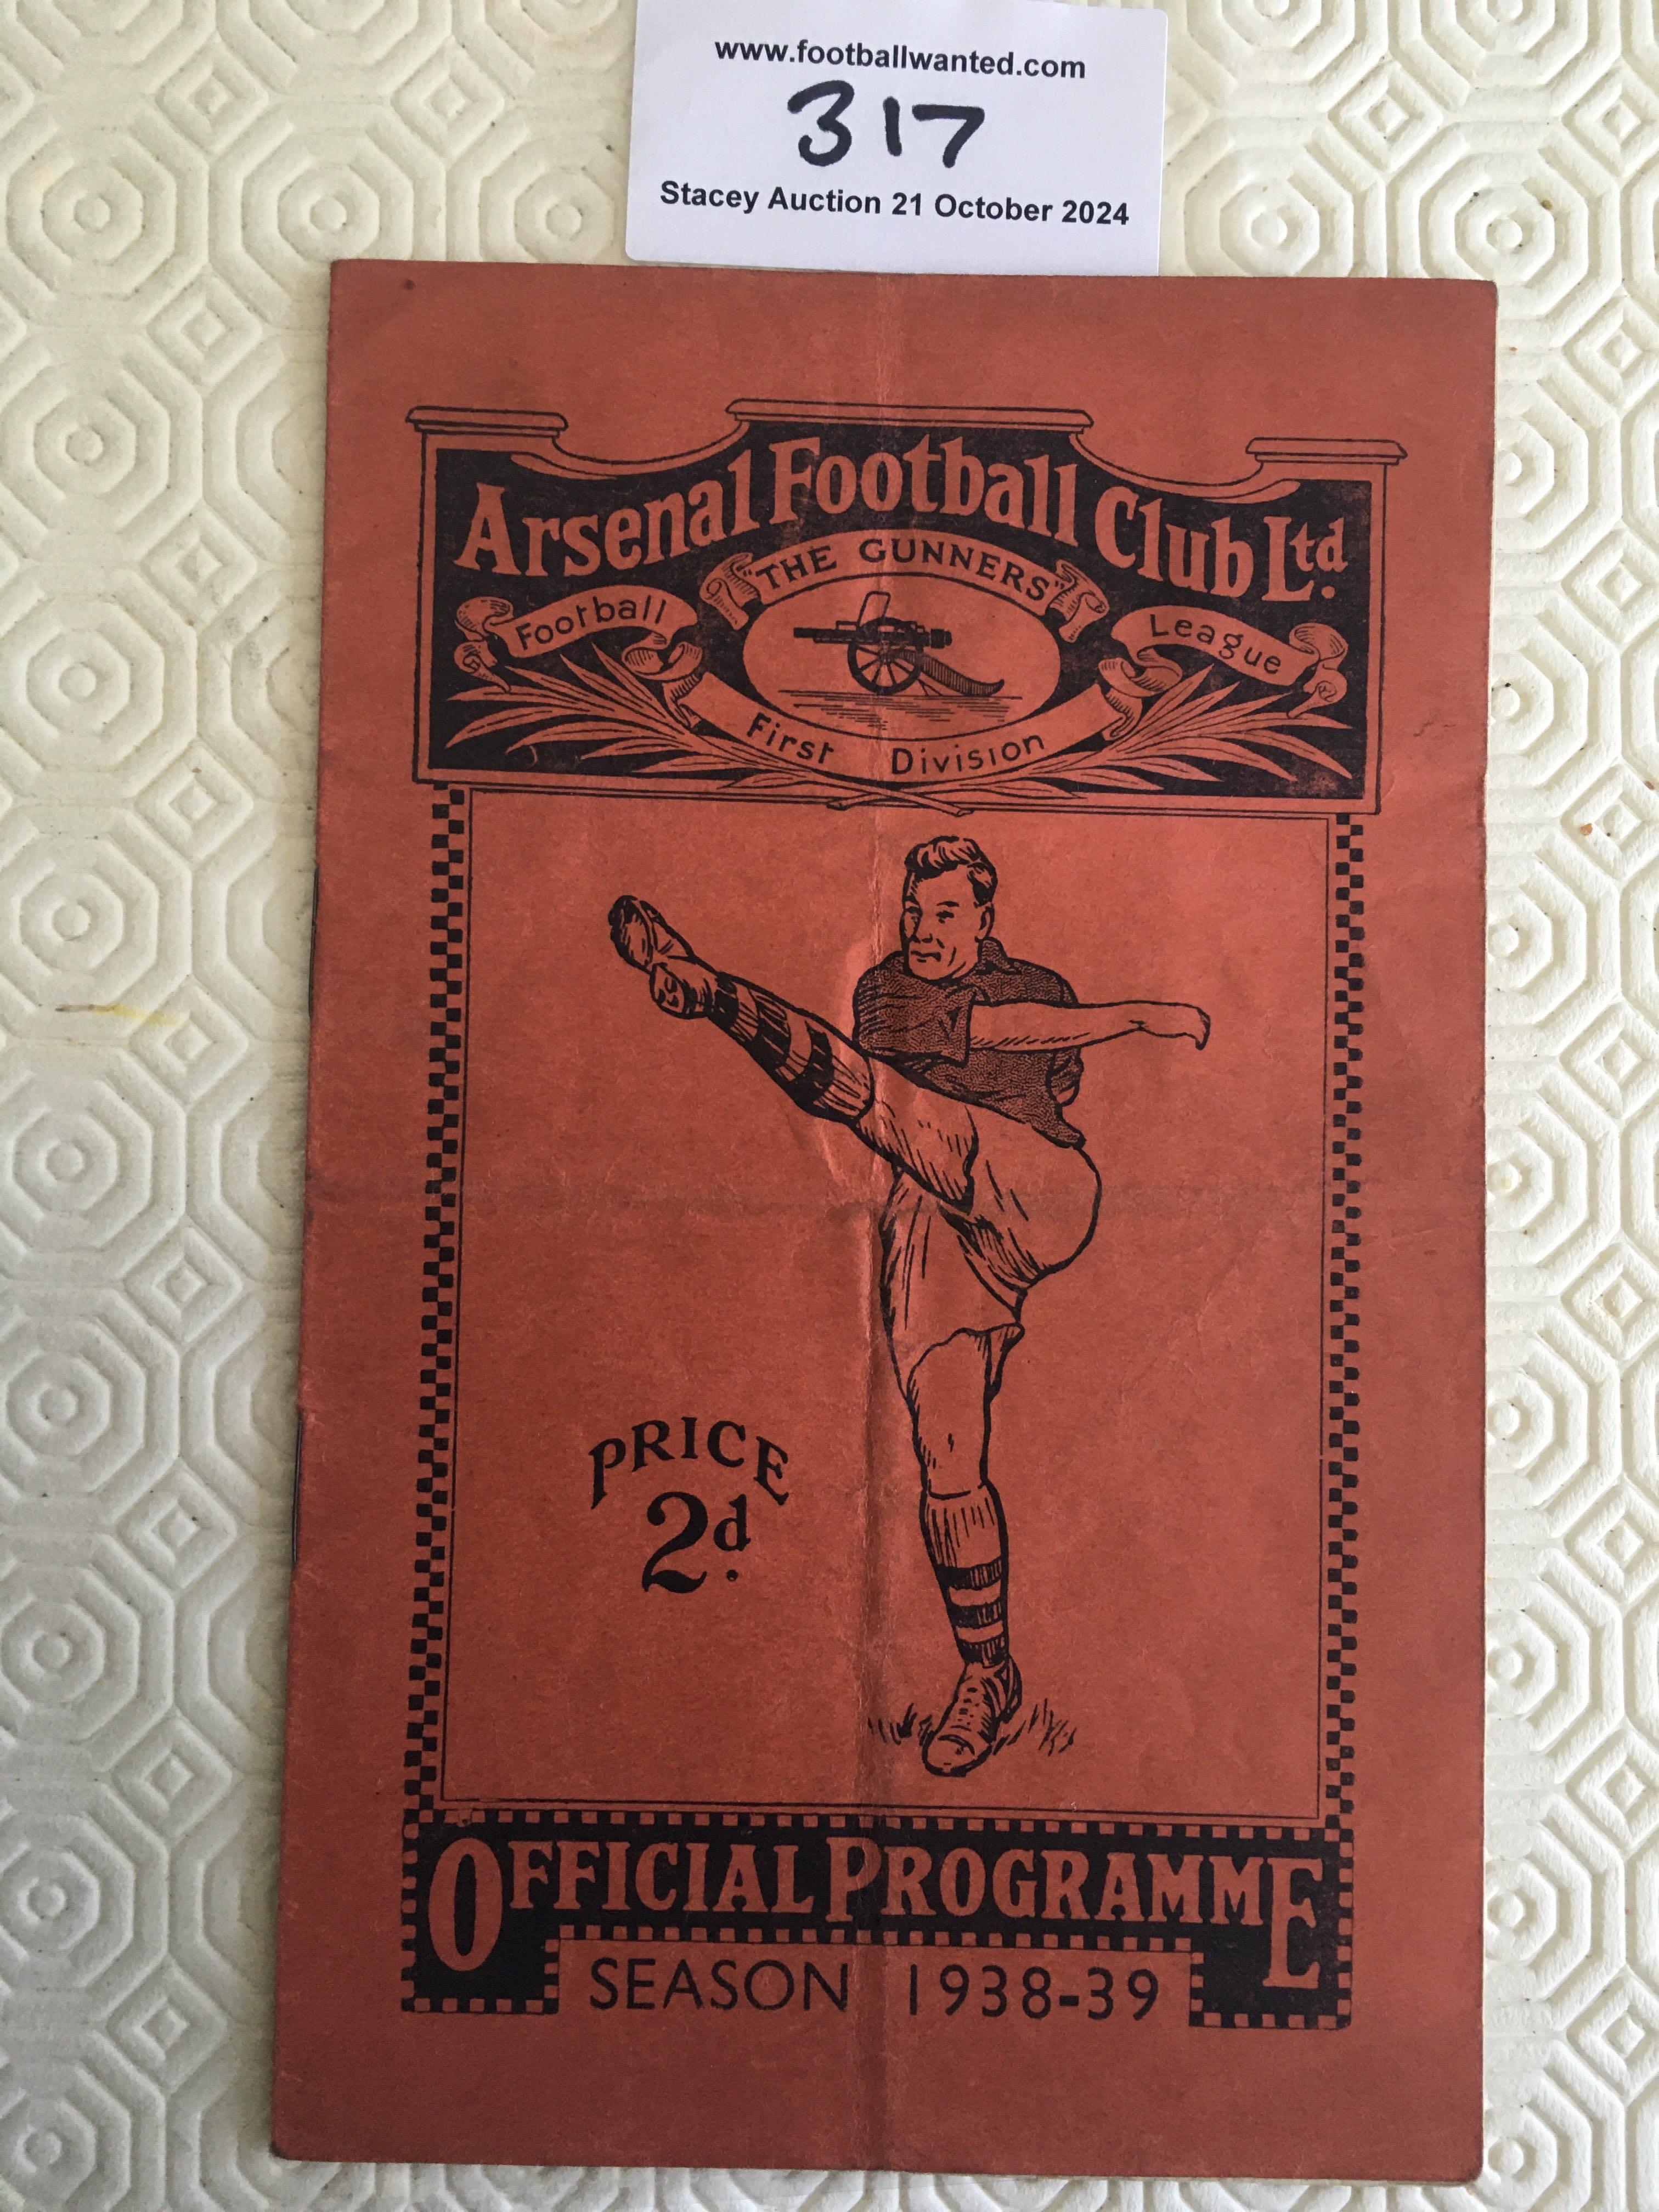 www.footballwanted.com
317
Stacey Auction 21 October 2024
Arsenal Football Club Ltd.
"THE GUNNERS"
Football League
First Division
PRICE
2d.
OFFICIAL PROGRAMME
SEASON 1938-39